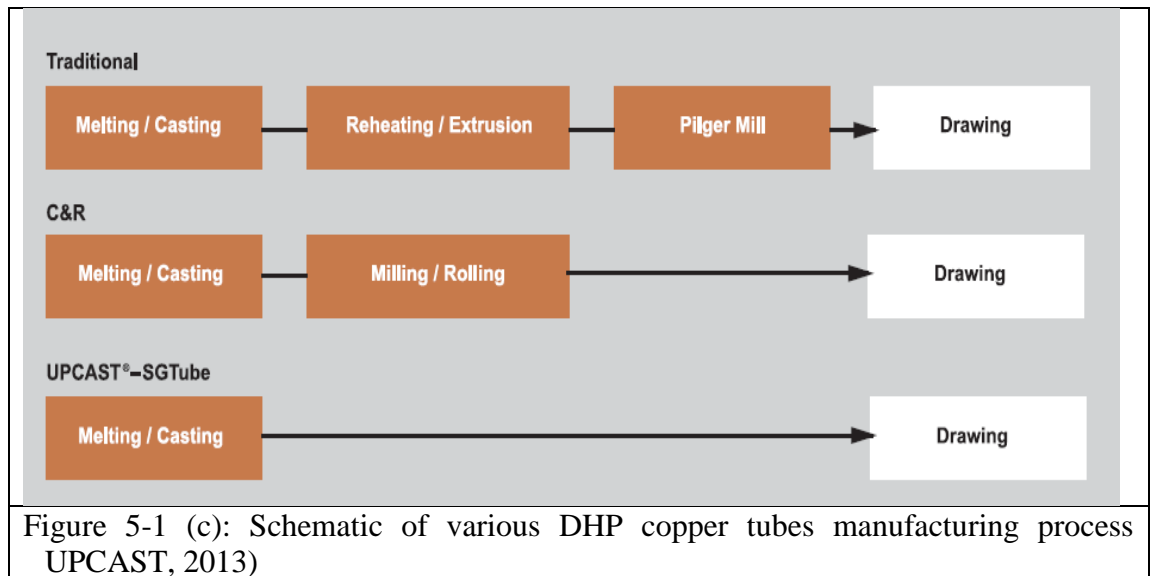 Traditional
Melting / Casting
Reheating / Extrusion
Pilger Mill
Drawing
C&R
Melting / Casting
Milling / Rolling
Drawing
UPCAST®–SGTube
Melting / Casting
Drawing
Figure 5-1 (c): Schematic of various DHP copper tubes manufacturing process
UPCAST, 2013)